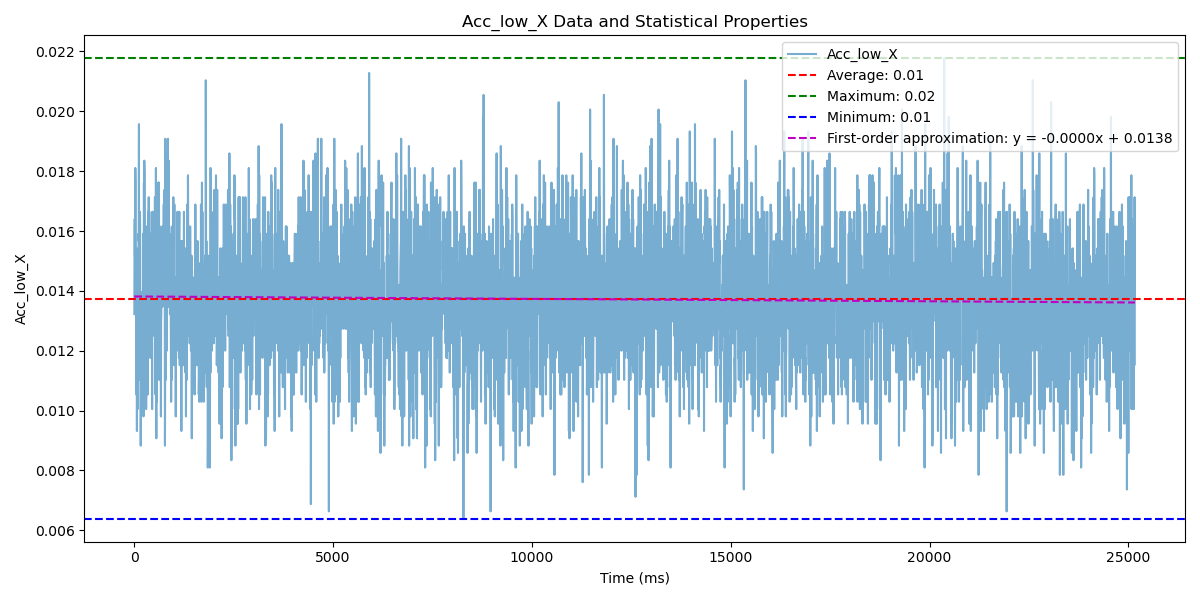 Acc_low_X Data and Statistical Properties
Acc_low_X
Average: 0.01
Maximum: 0.02
Minimum: 0.01
First-order approximation: y = -0.0000x + 0.0138
0.022
0.020
0.018
0.016
0.014
0.012
0.010
0.008
0.006
Acc_low_X
0 5000 10000 15000 20000 25000
Time (ms)